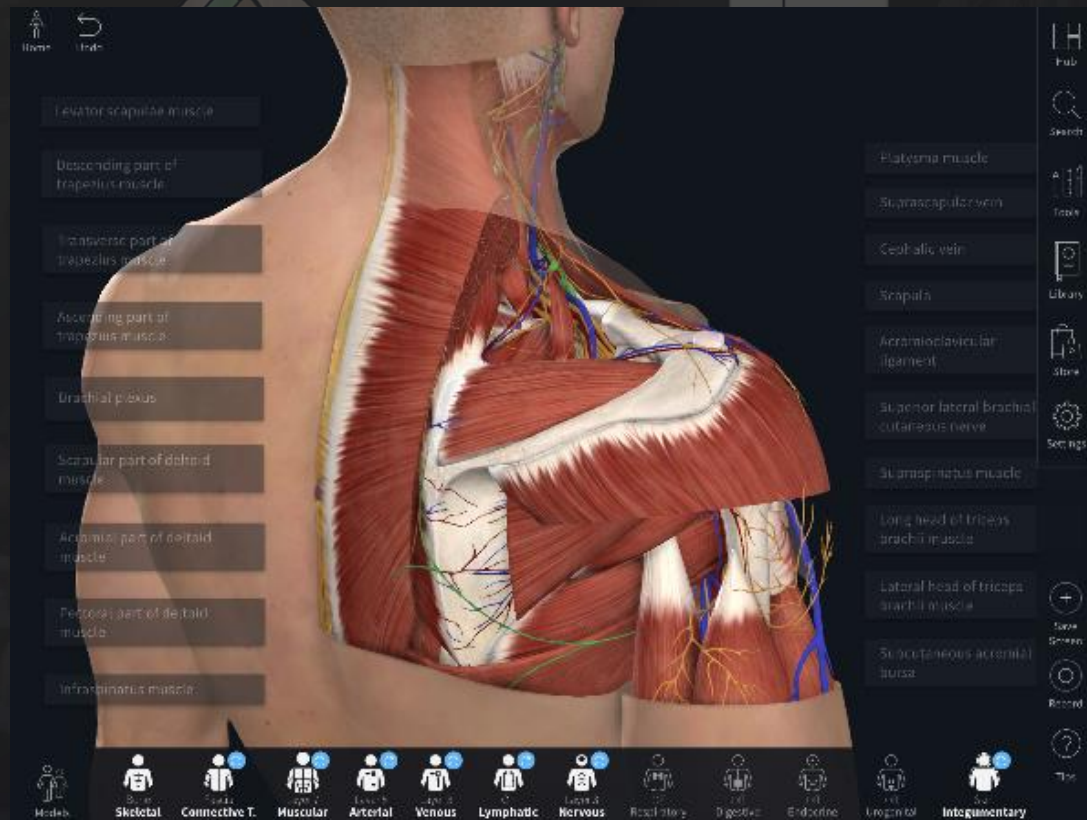 Home
Undo
Levator scapulae muscle
Descending part of
trapezius muscle
Transverse part of
trapezius muscle
Ascending part of
trapezius muscle
Brachial plexus
Scapular part of deltoid
muscle
Acromial part of deltoid
muscle
Pectoral part of deltoid
muscle
Infraspinatus muscle
Platysma muscle
Suprascapular vein
Cephalic vein
Scapula
Acromioclavicular
ligament
Superior lateral brachial
cutaneous nerve
Supraspinatus muscle
Long head of triceps
brachii muscle
Lateral head of triceps
brachii muscle
Subcutaneous acromial
bursa
Hub
Search
Tools
Library
Store
Settings
Save
Screen
Record
Tips
Models
Skeletal
Connective T.
Muscular
Arterial
Venous
Lymphatic
Nervous
Respiratory
Digestive
Endocrine
Urogenital
Integumentary